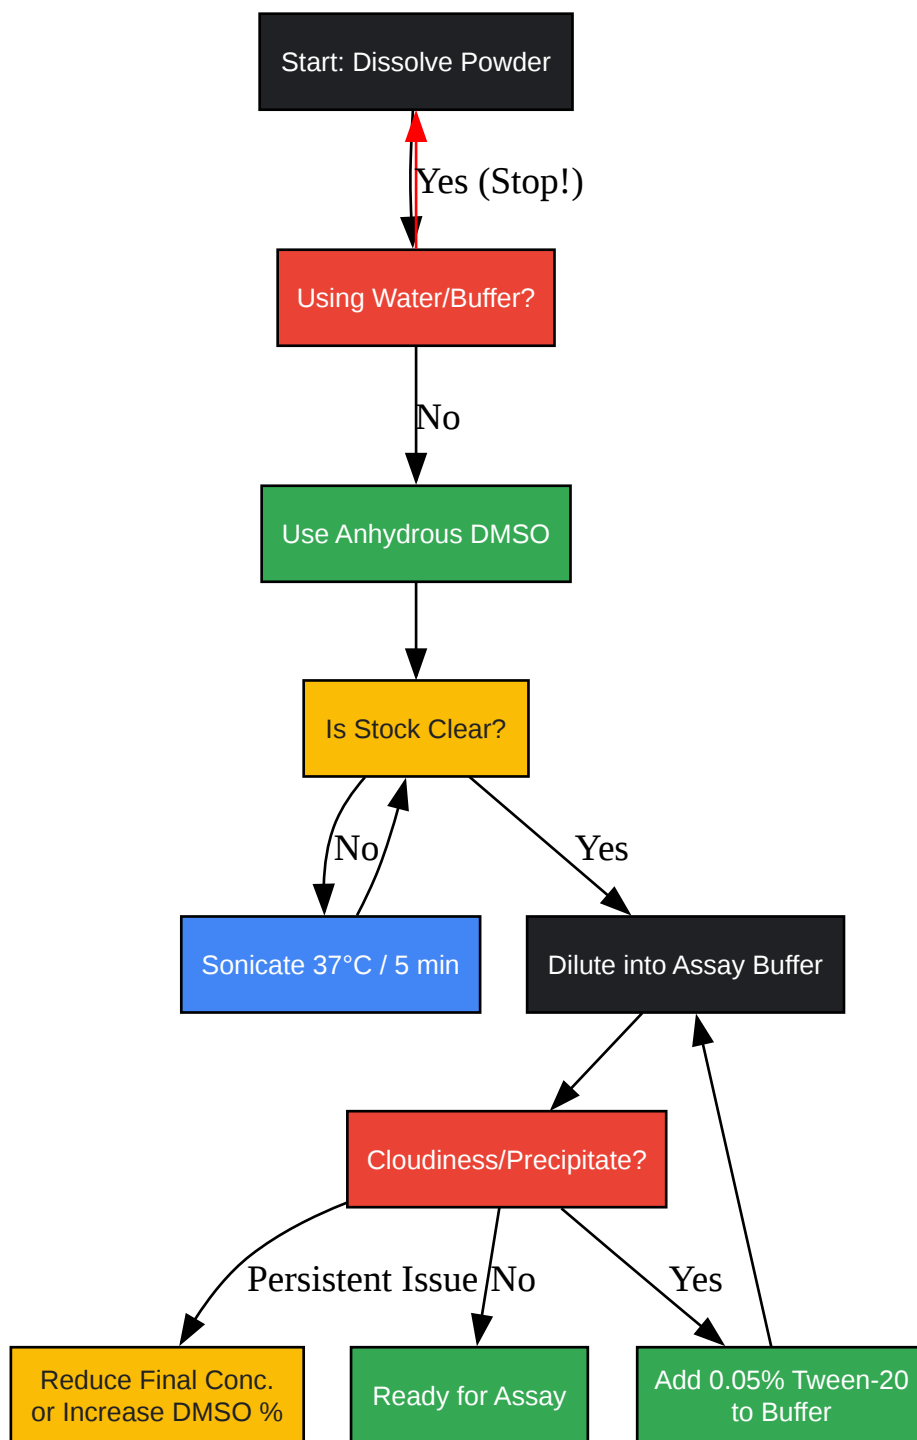 Start: Dissolve Powder
Yes (Stop!)
Using Water/Buffer?
No
Use Anhydrous DMSO
Is Stock Clear?
No
Yes
Sonicate 37°C / 5 min
Dilute into Assay Buffer
Cloudiness/Precipitate?
Persistent Issue
No
Yes
Reduce Final Conc.
or Increase DMSO %
Ready for Assay
Add 0.05% Tween-20
to Buffer